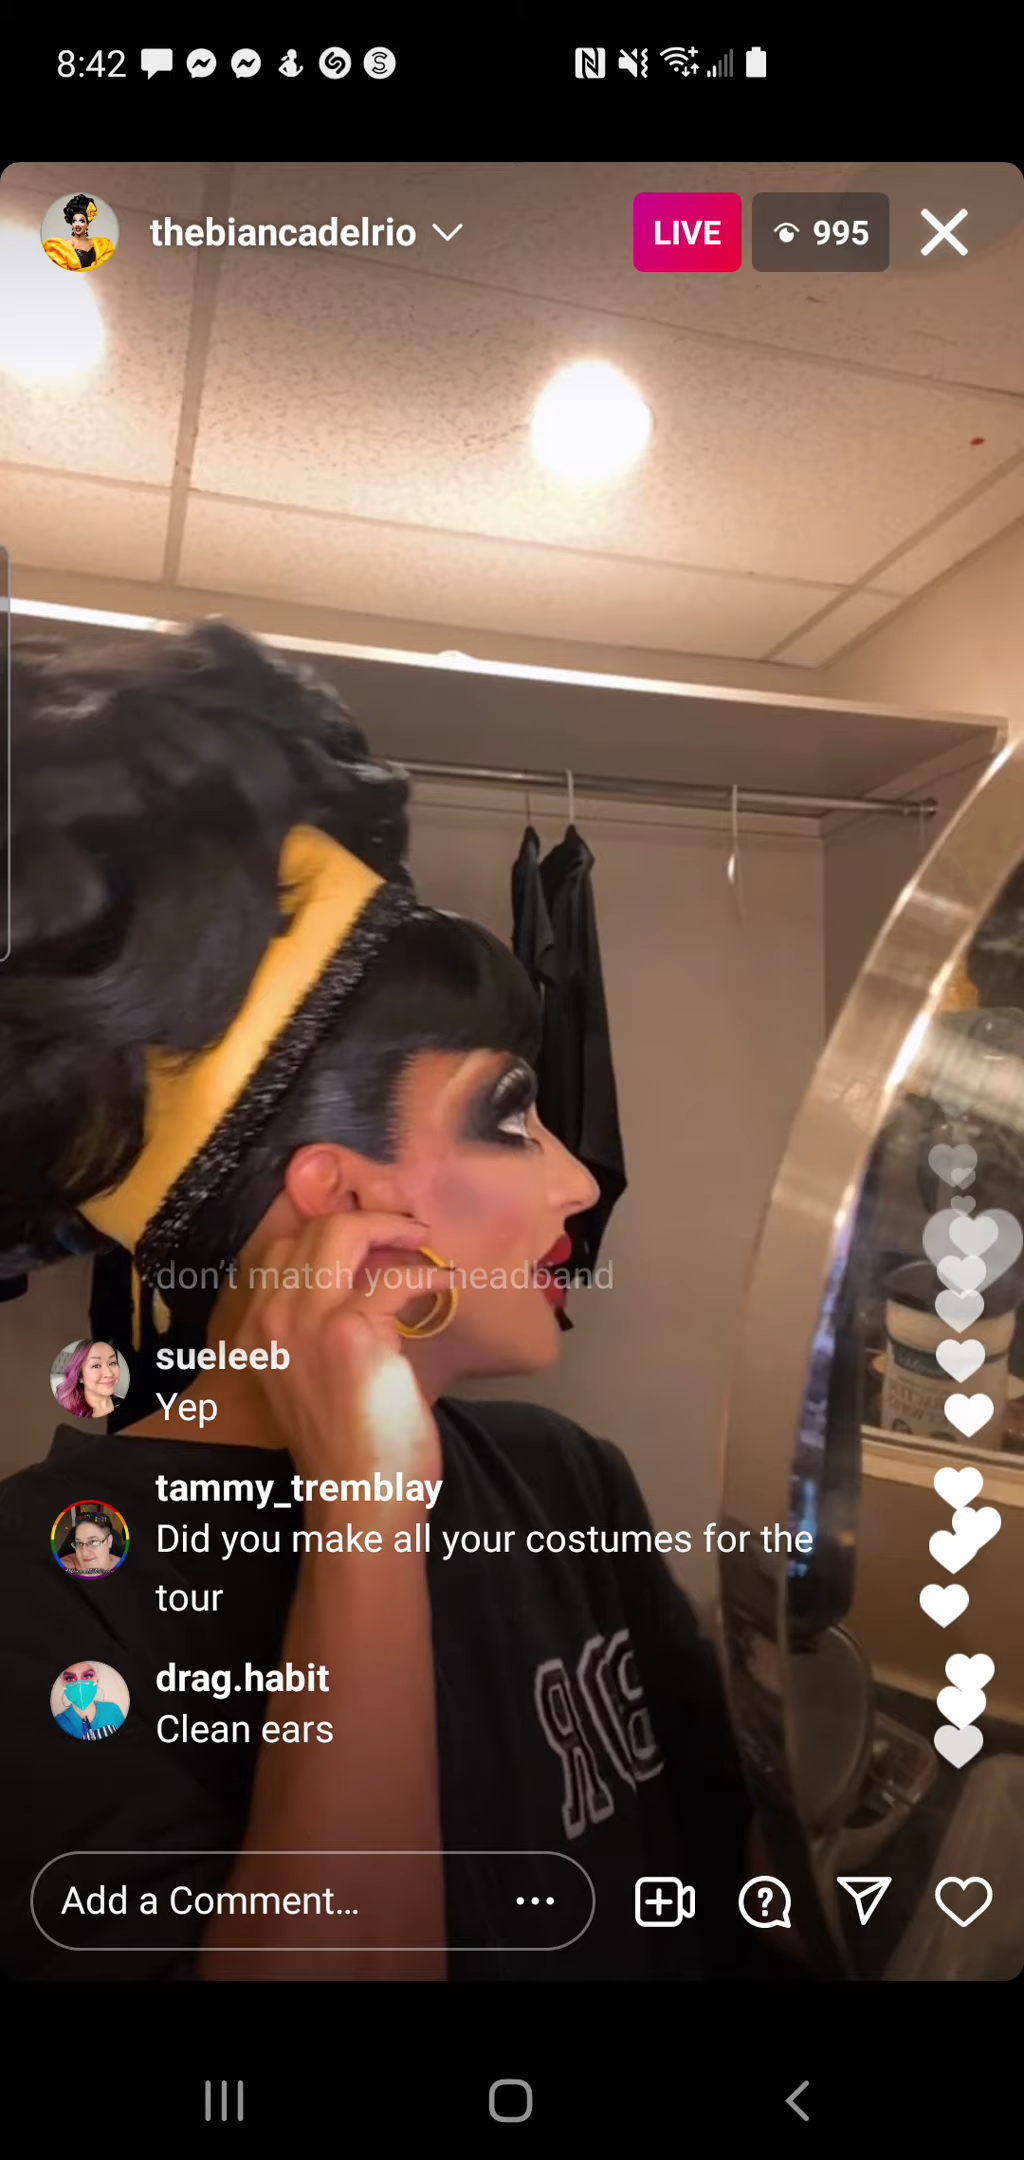 8:42
thebiancadelrio
LIVE
995
don't match your headband
sueleeb
Yep
tammy_tremblay
Did you make all your costumes for the
tour
drag.habit
Clean ears
Add a Comment...